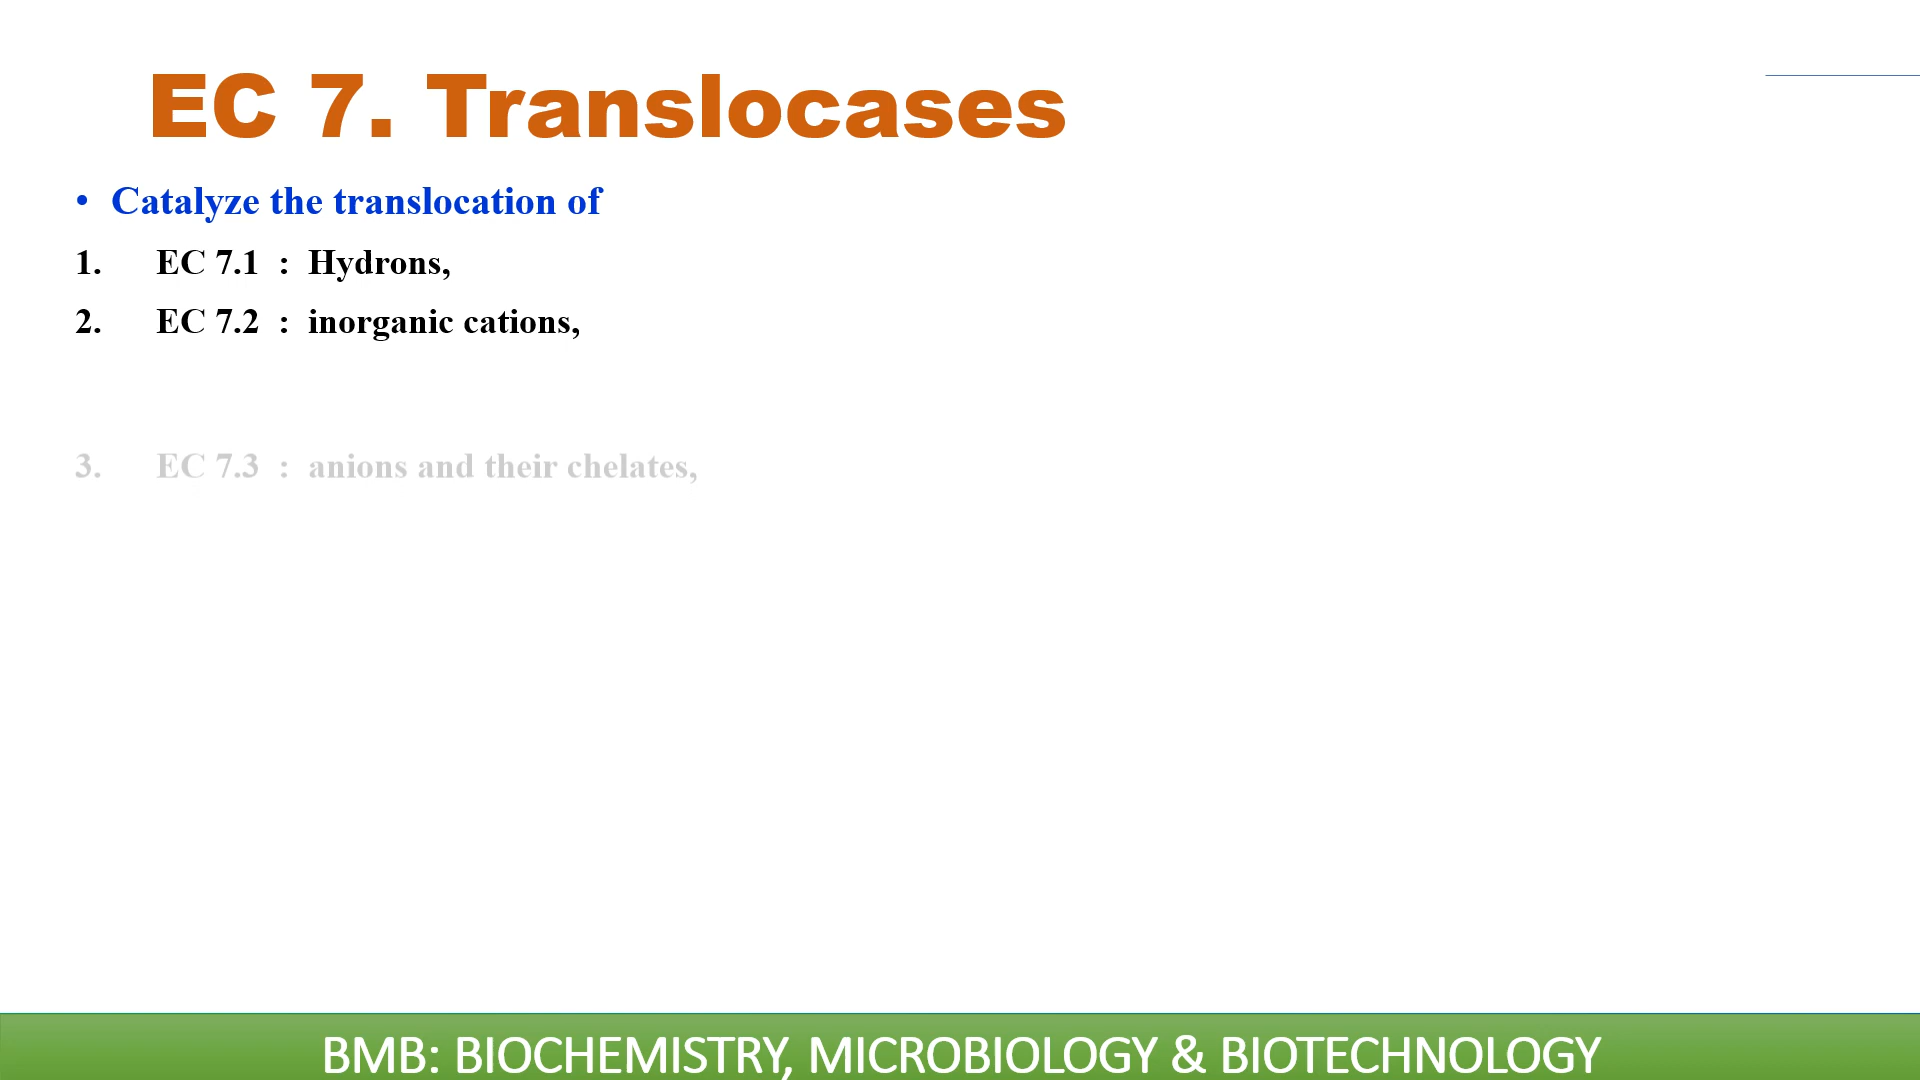 EC 7. Translocases
• Catalyze the translocation of
1. EC 7.1 : Hydrons,
2. EC 7.2 : inorganic cations,
3. EC 7.3 : anions and their chelates,
BMB: BIOCHEMISTRY, MICROBIOLOGY & BIOTECHNOLOGY